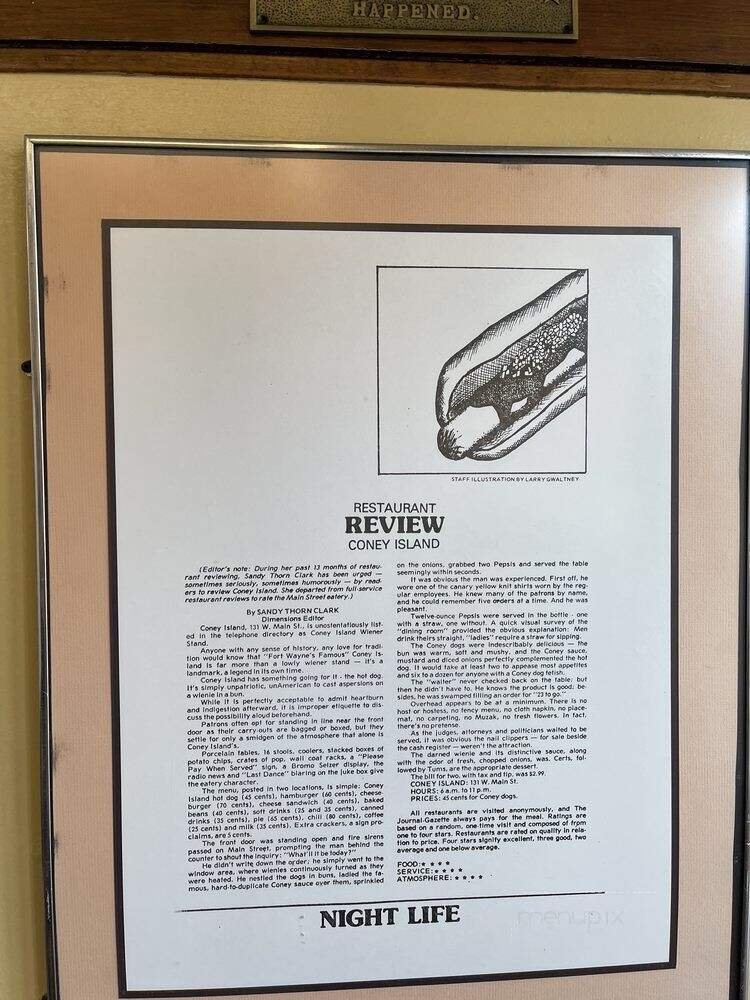 HAPPENED.
STAFF ILLUSTRATION BY LARRY GWALTNEY
RESTAURANT
REVIEW
CONEY ISLAND
(Editor's note: During her past 13 months of restau-
rant reviewing, Sandy Thorn Clark has been urged —
sometimes seriously, sometimes humorously — by read-
ers to review Coney Island. She departed from full-service
restaurant reviews to rate the Main Street eatery.)
By SANDY THORN CLARK
Dimensions Editor
Coney Island, 131 W. Main St., is unostentatiously list-
ed in the telephone directory as Coney Island Wiener
Stand.
Anyone with any sense of history, any love for tradi-
tion would know that "Fort Wayne's Famous" Coney Is-
land is far more than a lowly wiener stand — it's a
landmark, a legend in its own time.
Coney Island has something going for it - the hot dog.
It's simply unpatriotic, unAmerican to cast aspersions on
a wienie in a bun.
While it is perfectly acceptable to admit heartburn
and indigestion afterward, it is improper etiquette to dis-
cuss the possibility aloud beforehand.
Patrons often opt for standing in line near the front
door as their carry-outs are bagged or boxed, but they
settle for only a smidgen of the atmosphere that alone is
Coney Island's.
Porcelain tables, 16 stools, coolers, stacked boxes of
potato chips, crates of pop, wall coat racks, a "Please
Pay When Served" sign, a Bromo Selzer display, the
radio news and "Last Dance" blaring on the juke box give
the eatery character.
The menu, posted in two locations, is simple: Coney
Island hot dog (45 cents), hamburger (60 cents), cheese-
burger (70 cents), cheese sandwich (40 cents), baked
beans (40 cents), soft drinks (25 and 35 cents), canned
drinks (35 cents), pie (65 cents), chili (80 cents), coffee
(25 cents) and milk (35 cents). Extra crackers, a sign pro-
claims, are 5 cents.
The front door was standing open and fire sirens
passed on Main Street, prompting the man behind the
counter to shout the inquiry: "What'll it be today?"
He didn't write down the order; he simply went to the
window area, where wienies continuously turned as they
were heated. He nestled the dogs in buns, ladled the fa-
mous, hard-to-duplicate Coney sauce over them, sprinkled
on the onions, grabbed two Pepsis and served the table
seemingly within seconds.
It was obvious the man was experienced. First off, he
wore one of the canary yellow knit shirts worn by the reg-
ular employees. He knew many of the patrons by name,
and he could remember five orders at a time. And he was
pleasant.
Twelve-ounce Pepsis were served in the bottle - one
with a straw, one without. A quick visual survey of the
"dining room" provided the obvious explanation: Men
drink theirs straight, "ladies" require a straw for sipping.
The Coney dogs were indescribably delicious — the
bun was warm, soft and mushy, and the Coney sauce,
mustard and diced onions perfectly complemented the hot
dog. It would take at least two to appease most appetites
and six to a dozen for anyone with a Coney dog fetish.
The "waiter" never checked back on the table; but
then he didn't have to. He knows the product is good; be-
sides, he was swamped filling an order for "23 to go."
Overhead appears to be at a minimum. There is no
host or hostess, no fency menu, no cloth napkin, no place-
mat, no carpeting, no Muzak, no fresh flowers. In fact,
there's no pretense.
As the judges, attorneys and politicians waited to be
served, it was obvious the nail clippers — for sale beside
the cash register — weren't the attraction.
The darned wienie and its distinctive sauce, along
with the odor of fresh, chopped onions, was. Certs, fol-
lowed by Tums, are the appropriate dessert.
The bill for two, with tax and tip, was $2.99.
CONEY ISLAND: 131 W. Main St.
HOURS: 6 a.m. to 11 p.m.
PRICES: 45 cents for Coney dogs.
All restaurants are visited anonymously, and The
Journal-Gazette always pays for the meal. Ratings are
based on a random, one-time visit and composed of from
one to four stars. Restaurants are rated on quality in rela-
tion to price. Four stars signify excellent, three good, two
average and one below average.
FOOD: ★ ★ ★ ★
SERVICE: ★ ★ ★ ★
ATMOSPHERE: ★ ★ ★ ★
NIGHT LIFE
menupix